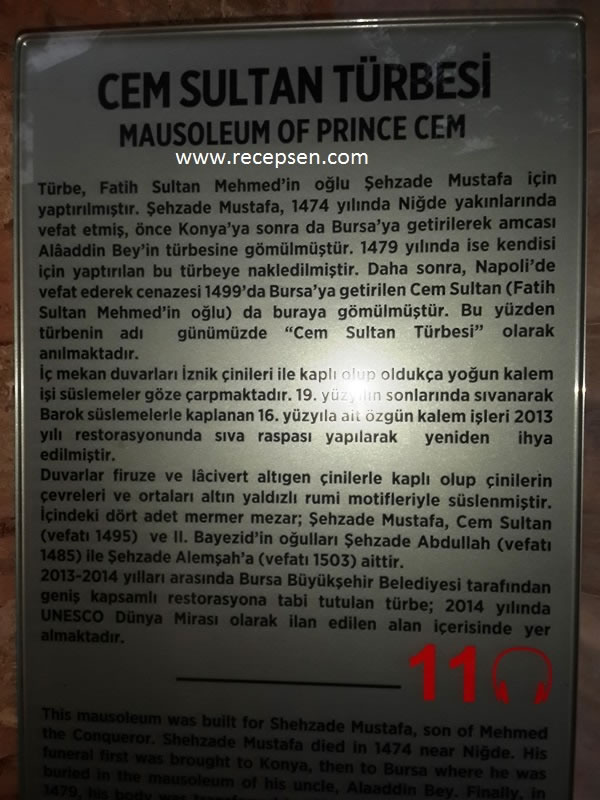 CEM SULTAN TÜRBESİ
MAUSOLEUM OF PRINCE CEM
www.recepsen.com
Türbe, Fatih Sultan Mehmed'in oğlu Şehzade Mustafa için
yaptırılmıştır. Şehzade Mustafa, 1474 yılında Niğde yakınlarında
vefat etmiş, önce Konya'ya sonra da Bursa'ya getirilerek amcası
Alâaddin Bey'in türbesine gömülmüştür. 1479 yılında ise kendisi
için yaptırılan bu türbeye nakledilmiştir. Daha sonra, Napoli'de
vefat ederek cenazesi 1499'da Bursa'ya getirilen Cem Sultan (Fatih
Sultan Mehmed'in oğlu) da buraya gömülmüştür. Bu yüzden
türbenin adı günümüzde “Cem Sultan Türbesi” olarak
anılmaktadır.
İç mekan duvarları İznik çinileri ile kaplı olup oldukça yoğun kalem
işi süslemeler göze çarpmaktadır. 19. yüzyılın sonlarında sıvanarak
Barok süslemelerle kaplanan 16. yüzyıla ait özgün kalem işleri 2013
yılı restorasyonunda sıva raspası yapılarak yeniden ihya
edilmiştir.
Duvarlar firuze ve lâcivert altıgen çinilerle kaplı olup çinilerin
çevreleri ve ortaları altın yaldızlı rumi motifleriyle süslenmiştir.
İçindeki dört adet mermer mezar; Şehzade Mustafa, Cem Sultan
(vefatı 1495) ve II. Bayezid'in oğulları Şehzade Abdullah (vefatı
1485) ile Şehzade Alemşah'a (vefatı 1503) aittir.
2013-2014 yılları arasında Bursa Büyükşehir Belediyesi tarafından
geniş kapsamlı restorasyona tabi tutulan türbe; 2014 yılında
UNESCO Dünya Mirası olarak ilan edilen alan içerisinde yer
almaktadır.
11
This mausoleum was built for Shehzade Mustafa, son of Mehmed
the Conqueror. Shehzade Mustafa died in 1474 near Niğde. His
funeral first was brought to Konya, then to Bursa where he was
buried in the mausoleum of his uncle, Alaaddin Bey. Finally, in
1479, his body was